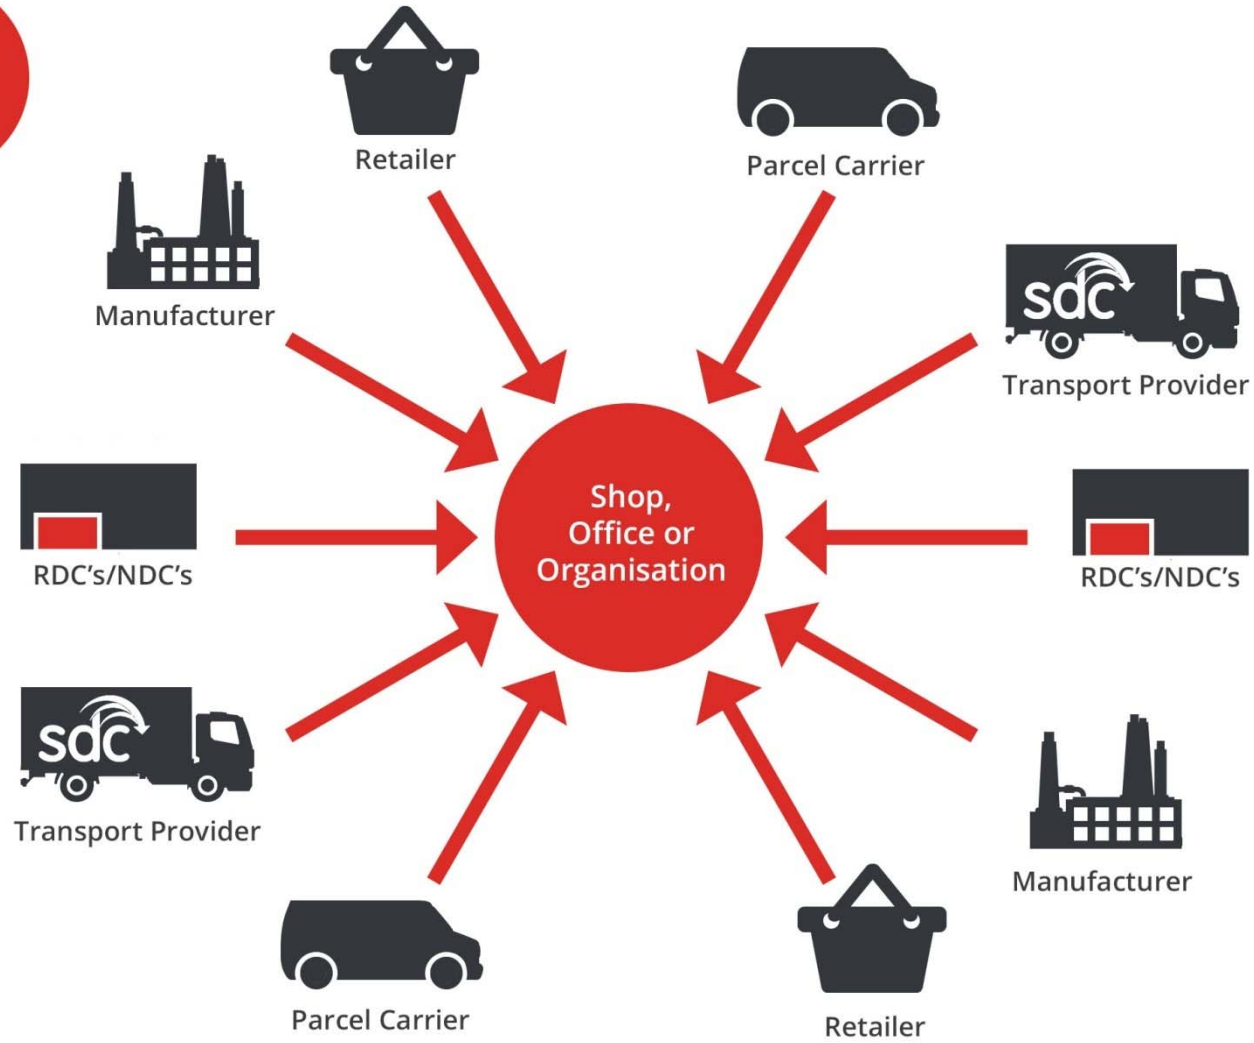 Retailer
Parcel Carrier
Manufacturer
sdc
Transport Provider
Shop,
Office or
Organisation
RDC's/NDC's
RDC's/NDC's
sdc
Transport Provider
Manufacturer
Parcel Carrier
Retailer